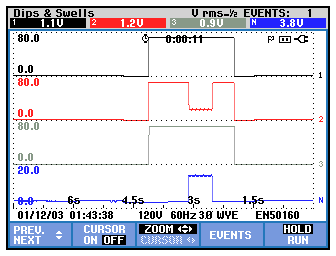 Dips & Swells V rms-½ EVENTS: 1
1 1.1V 2 1.2V 3 0.9V N 3.8V
80.0 0:00:11
0.0 1
80.0
0.0 2
80.0
0.0 3
20.0
0.0 N
6s 4.5s 3s 1.5s
01/12/03 01:43:38 120V 60Hz 3Ø WYE EN50160
PREV. NEXT CURSOR ON OFF ZOOM CURSOR EVENTS HOLD RUN